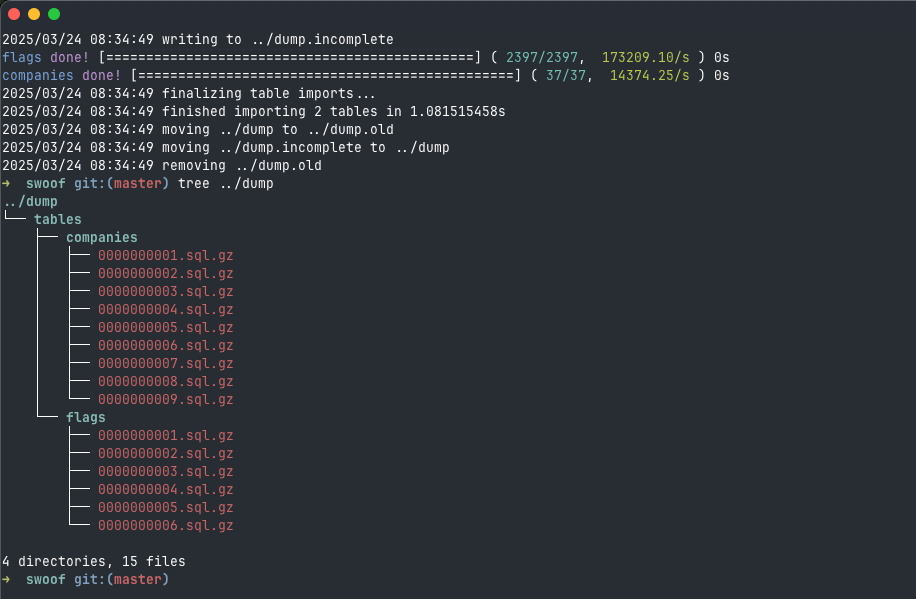 2025/03/24 08:34:49 writing to ../dump.incomplete
flags done! [==============================================] ( 2397/2397,  173209.10/s ) 0s
companies done! [===============================================] ( 37/37,  14374.25/s ) 0s
2025/03/24 08:34:49 finalizing table imports...
2025/03/24 08:34:49 finished importing 2 tables in 1.081515458s
2025/03/24 08:34:49 moving ../dump to ../dump.old
2025/03/24 08:34:49 moving ../dump.incomplete to ../dump
2025/03/24 08:34:49 removing ../dump.old
➜  swoof git:(master) tree ../dump
../dump
└── tables
    ├── companies
    │   ├── 0000000001.sql.gz
    │   ├── 0000000002.sql.gz
    │   ├── 0000000003.sql.gz
    │   ├── 0000000004.sql.gz
    │   ├── 0000000005.sql.gz
    │   ├── 0000000006.sql.gz
    │   ├── 0000000007.sql.gz
    │   ├── 0000000008.sql.gz
    │   └── 0000000009.sql.gz
    └── flags
        ├── 0000000001.sql.gz
        ├── 0000000002.sql.gz
        ├── 0000000003.sql.gz
        ├── 0000000004.sql.gz
        ├── 0000000005.sql.gz
        └── 0000000006.sql.gz

4 directories, 15 files
➜  swoof git:(master)